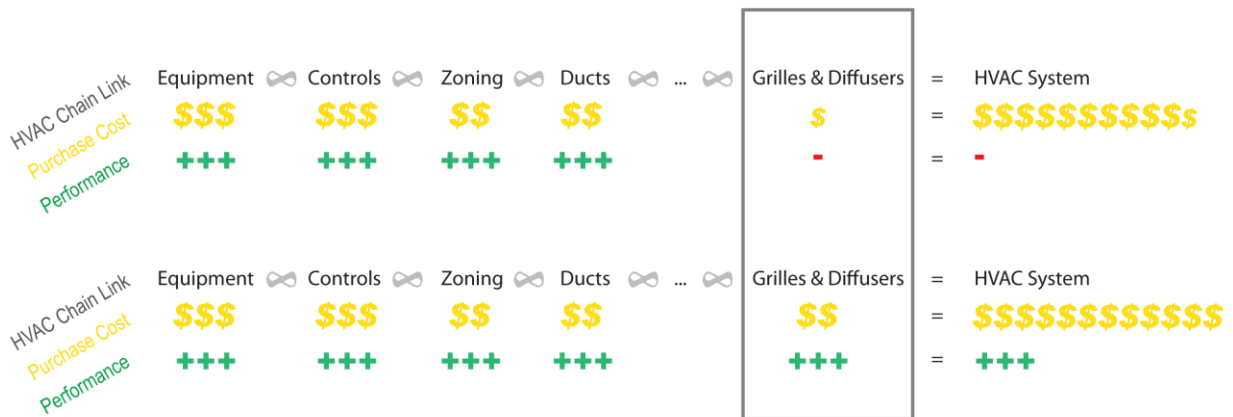 HVAC Chain Link Equipment Controls Zoning Ducts ... Grilles & Diffusers = HVAC System
Purchase Cost $$$ $$$ $$ $$ $ = $$$$$$$$$$$
Performance +++ +++ +++ +++ - = -
HVAC Chain Link Equipment Controls Zoning Ducts ... Grilles & Diffusers = HVAC System
Purchase Cost $$$ $$$ $$ $$ $$ = $$$$$$$$$$$$
Performance +++ +++ +++ +++ +++ = +++